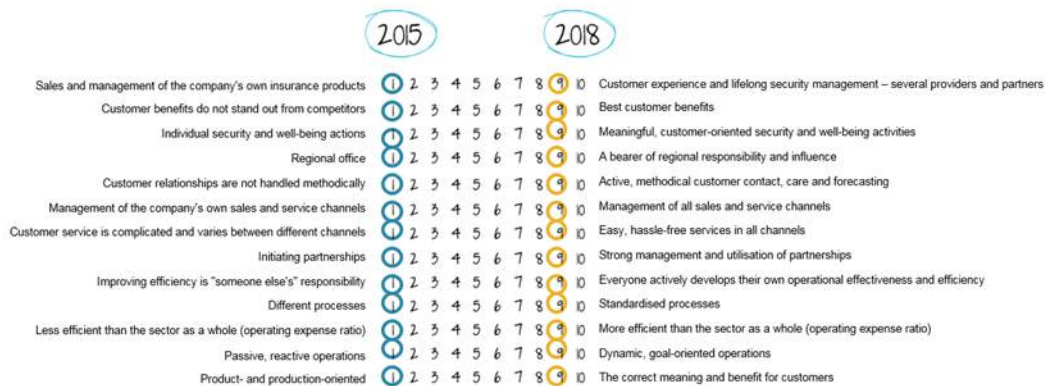 2015 2018
Sales and management of the company's own insurance products 1 2 3 4 5 6 7 8 9 10 Customer experience and lifelong security management – several providers and partners
Customer benefits do not stand out from competitors 1 2 3 4 5 6 7 8 9 10 Best customer benefits
Individual security and well-being actions 1 2 3 4 5 6 7 8 9 10 Meaningful, customer-oriented security and well-being activities
Regional office 1 2 3 4 5 6 7 8 9 10 A bearer of regional responsibility and influence
Customer relationships are not handled methodically 1 2 3 4 5 6 7 8 9 10 Active, methodical customer contact, care and forecasting
Management of the company's own sales and service channels 1 2 3 4 5 6 7 8 9 10 Management of all sales and service channels
Customer service is complicated and varies between different channels 1 2 3 4 5 6 7 8 9 10 Easy, hassle-free services in all channels
Initiating partnerships 1 2 3 4 5 6 7 8 9 10 Strong management and utilisation of partnerships
Improving efficiency is "someone else's" responsibility 1 2 3 4 5 6 7 8 9 10 Everyone actively develops their own operational effectiveness and efficiency
Different processes 1 2 3 4 5 6 7 8 9 10 Standardised processes
Less efficient than the sector as a whole (operating expense ratio) 1 2 3 4 5 6 7 8 9 10 More efficient than the sector as a whole (operating expense ratio)
Passive, reactive operations 1 2 3 4 5 6 7 8 9 10 Dynamic, goal-oriented operations
Product- and production-oriented 1 2 3 4 5 6 7 8 9 10 The correct meaning and benefit for customers